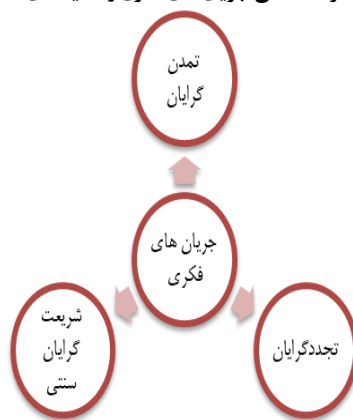 تمدن
گرایان
جریان های
فکری
شریعت
گرایان
سنتی
تجددگرایان